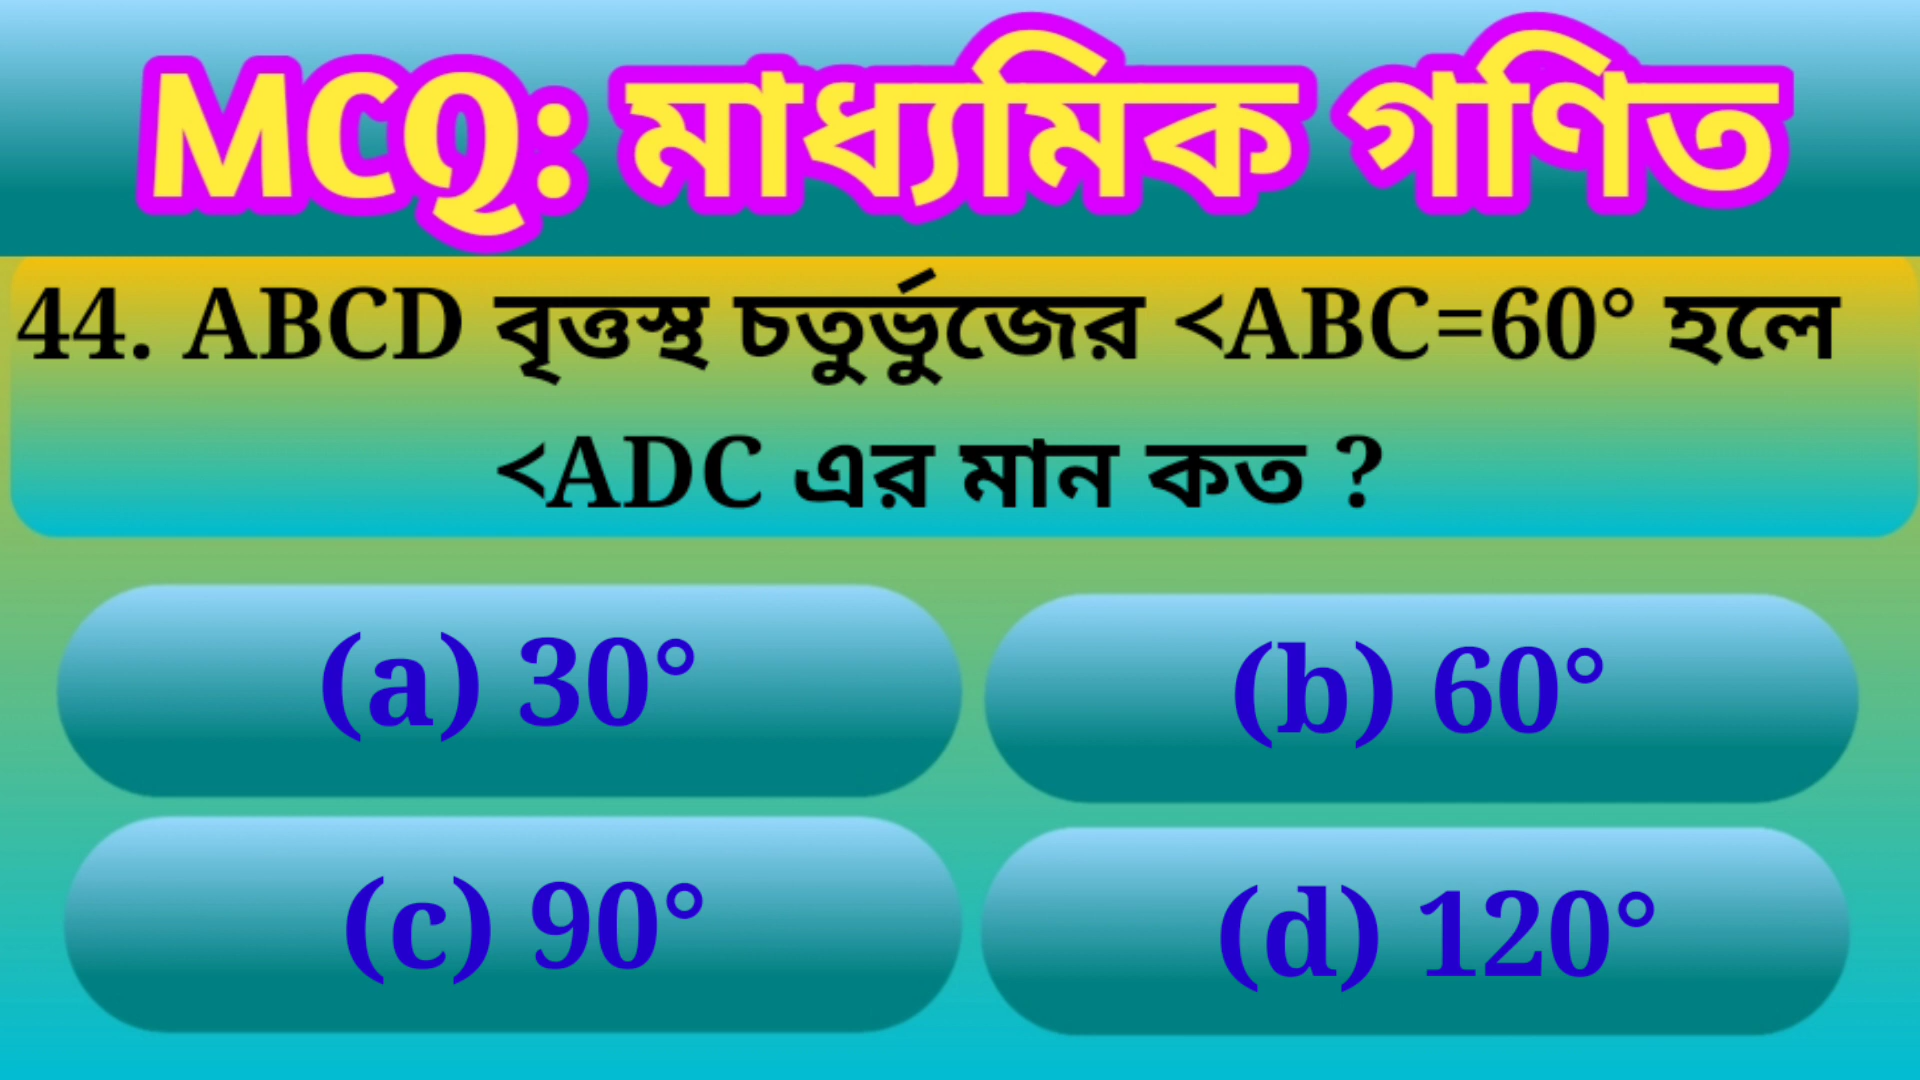 MCQ: মাধ্যমিক গণিত
44. ABCD বৃত্তস্থ চতুর্ভুজের <ABC=60° হলে
<ADC এর মান কত ?
(a) 30°
(b) 60°
(c) 90°
(d) 120°